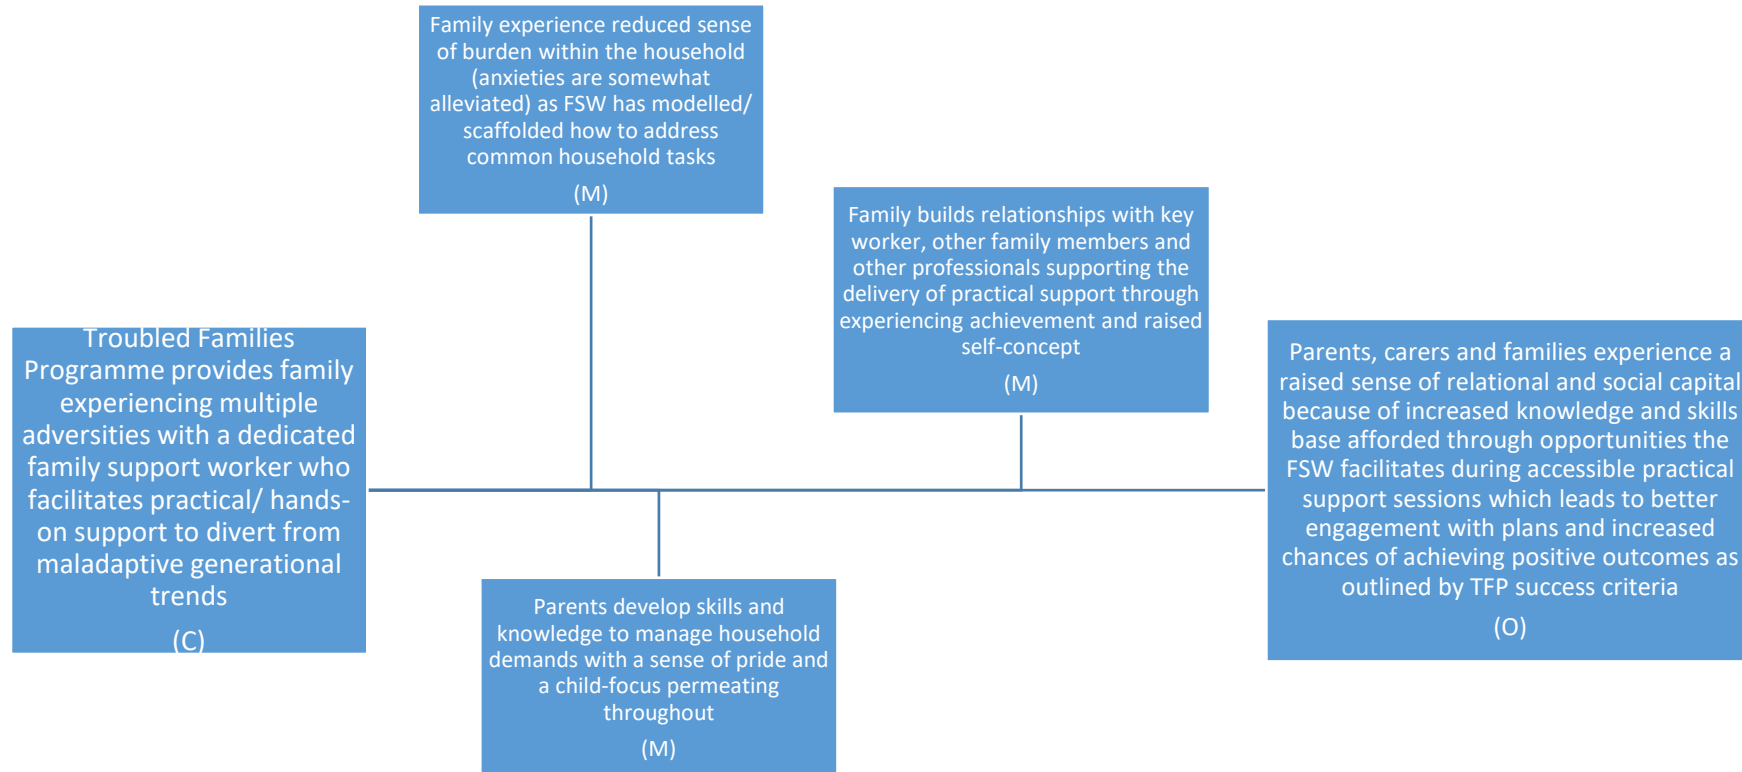 Family experience reduced sense
of burden within the household
(anxieties are somewhat
alleviated) as FSW has modelled/
scaffolded how to address
common household tasks
(M)
Family builds relationships with key
worker, other family members and
other professionals supporting the
delivery of practical support through
experiencing achievement and raised
self-concept
(M)
Troubled Families
Programme provides family
experiencing multiple
adversities with a dedicated
family support worker who
facilitates practical/ hands-
on support to divert from
maladaptive generational
trends
(C)
Parents, carers and families experience a
raised sense of relational and social capital
because of increased knowledge and skills
base afforded through opportunities the
FSW facilitates during accessible practical
support sessions which leads to better
engagement with plans and increased
chances of achieving positive outcomes as
outlined by TFP success criteria
(O)
Parents develop skills and
knowledge to manage household
demands with a sense of pride and
a child-focus permeating
throughout
(M)